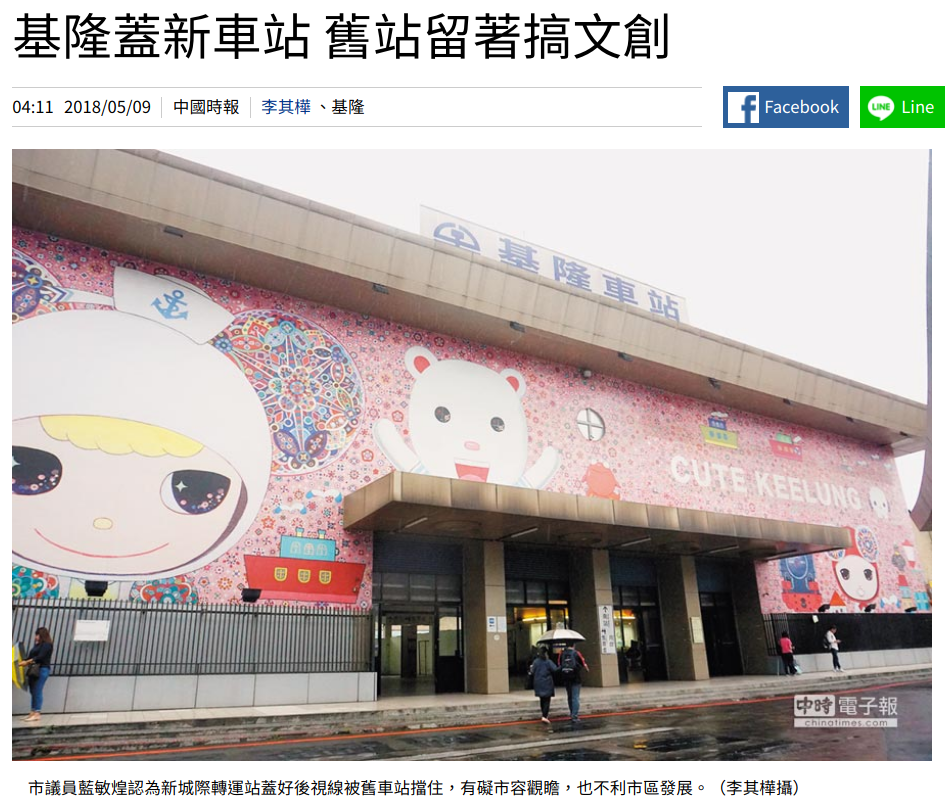 基隆蓋新車站 舊站留著搞文創
04:11 2018/05/09 中國時報 李其樺、基隆
Facebook
LINE Line
基隆車站
CUTE KEELUNG
中時電子報
chinatimes.com
市議員藍敏煌認為新城際轉運站蓋好後視線被舊車站擋住，有礙市容觀瞻，也不利市區發展。（李其樺攝）